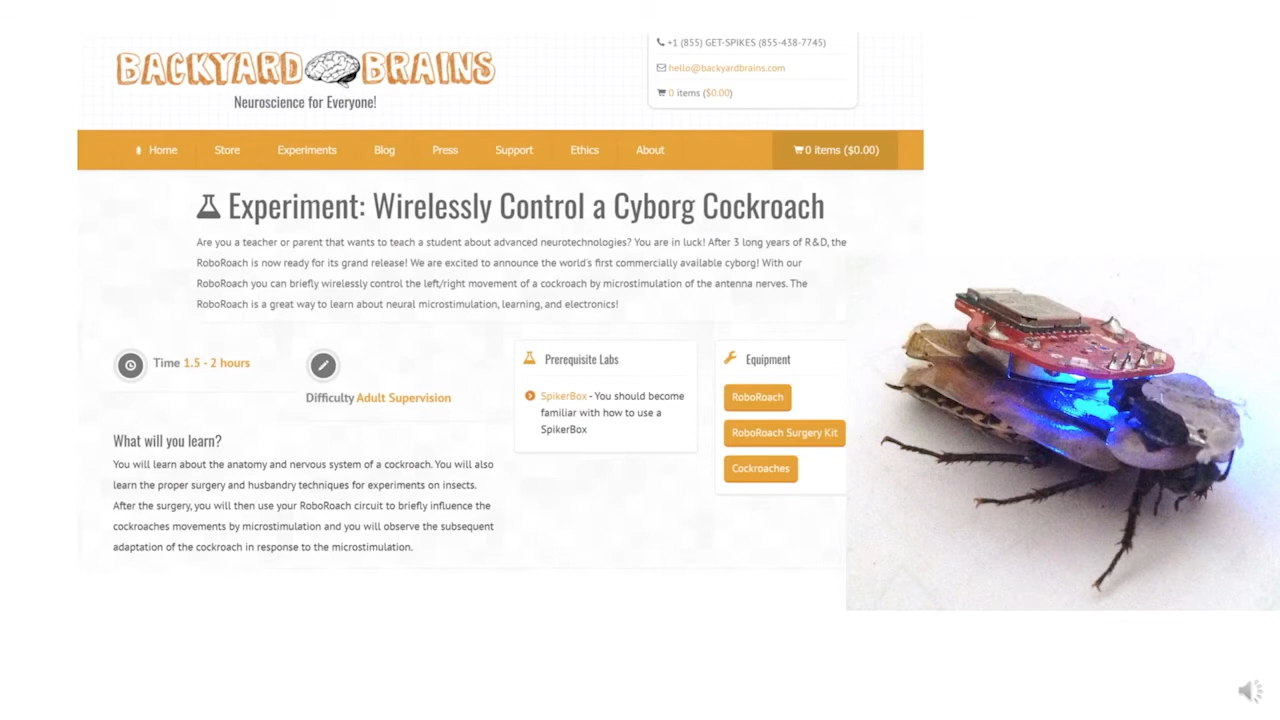 BACKYARD BRAINS
Neuroscience for Everyone!
+1 (855) GET-SPIKES (855-438-7745)
hello@backyardbrains.com
0 items ($0.00)
Home Store Experiments Blog Press Support Ethics About 0 items ($0.00)
Experiment: Wirelessly Control a Cyborg Cockroach
Are you a teacher or parent that wants to teach a student about advanced neurotechnologies? You are in luck! After 3 long years of R&D, the
RoboRoach is now ready for its grand release! We are excited to announce the world's first commercially available cyborg! With our
RoboRoach you can briefly wirelessly control the left/right movement of a cockroach by microstimulation of the antenna nerves. The
RoboRoach is a great way to learn about neural microstimulation, learning, and electronics!
Time 1.5 - 2 hours
Difficulty Adult Supervision
What will you learn?
You will learn about the anatomy and nervous system of a cockroach. You will also
learn the proper surgery and husbandry techniques for experiments on insects.
After the surgery, you will then use your RoboRoach circuit to briefly influence the
cockroaches movements by microstimulation and you will observe the subsequent
adaptation of the cockroach in response to the microstimulation.
Prerequisite Labs
SpikerBox - You should become
familiar with how to use a
SpikerBox
Equipment
RoboRoach
RoboRoach Surgery Kit
Cockroaches